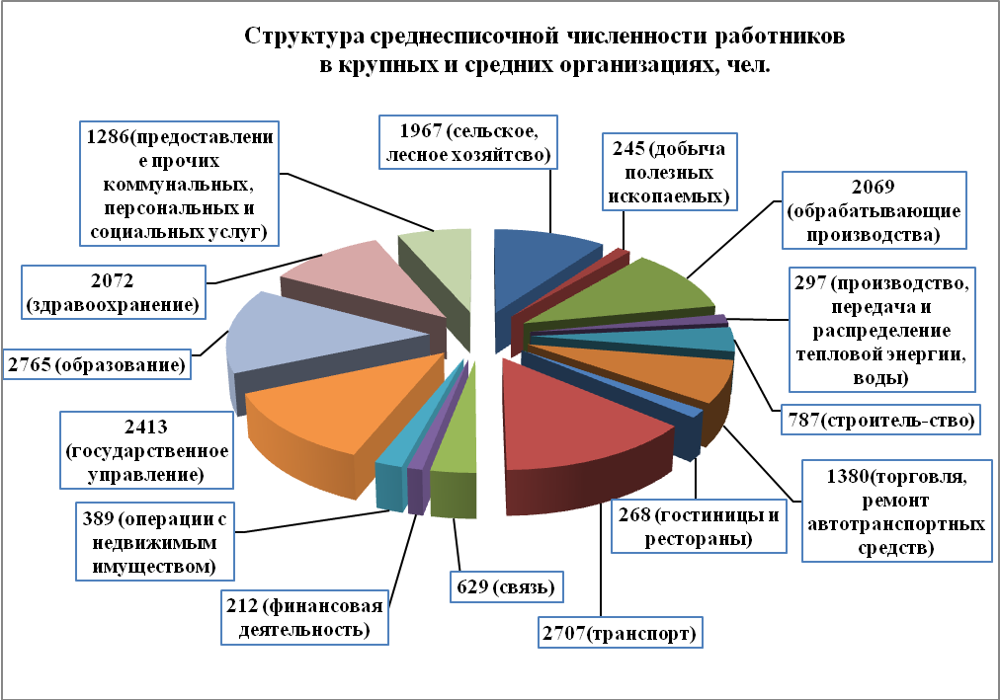 Структура среднесписочной численности работников
в крупных и средних организациях, чел.
1967 (сельское,
лесное хозяйтсво)
245 (добыча
полезных
ископаемых)
2069
(обрабатывающие
производства)
297 (производство,
передача и
распределение
тепловой энергии,
воды)
787(строитель-ство)
1380(торговля,
ремонт
автотранспортных
средств)
268 (гостиницы и
рестораны)
2707(транспорт)
629 (связь)
212 (финансовая
деятельность)
389 (операции с
недвижимым
имуществом)
2413
(государственное
управление)
2765 (образование)
2072
(здравоохранение)
1286(предоставлени
е прочих
коммунальных,
персональных и
социальных услуг)